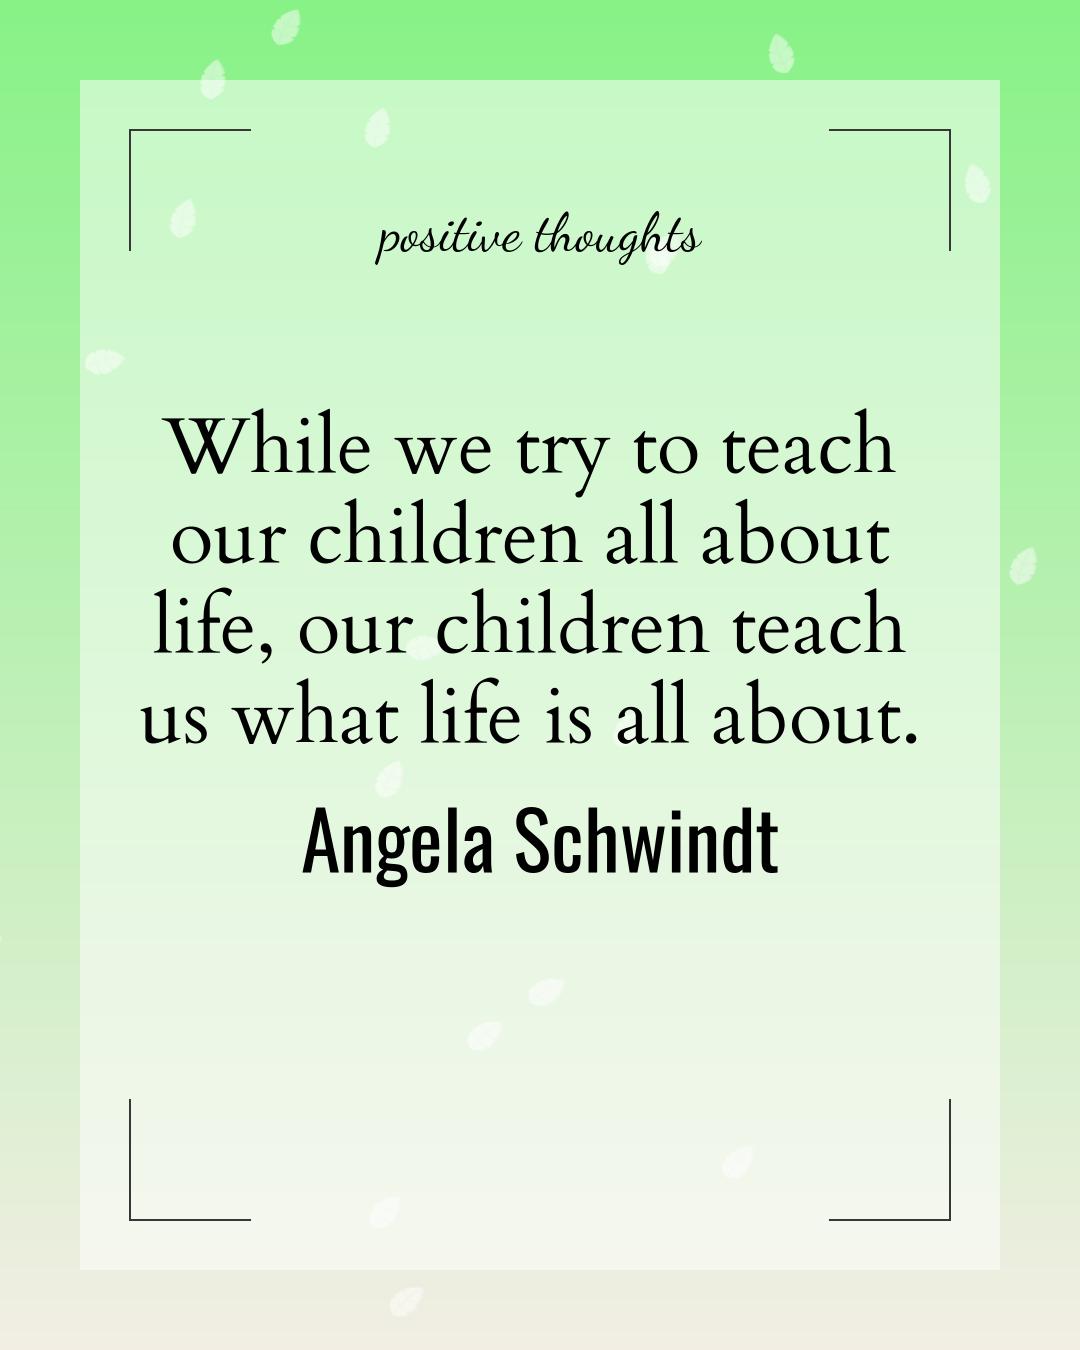 positive thoughts
While we try to teach
our children all about
life, our children teach
us what life is all about.
Angela Schwindt